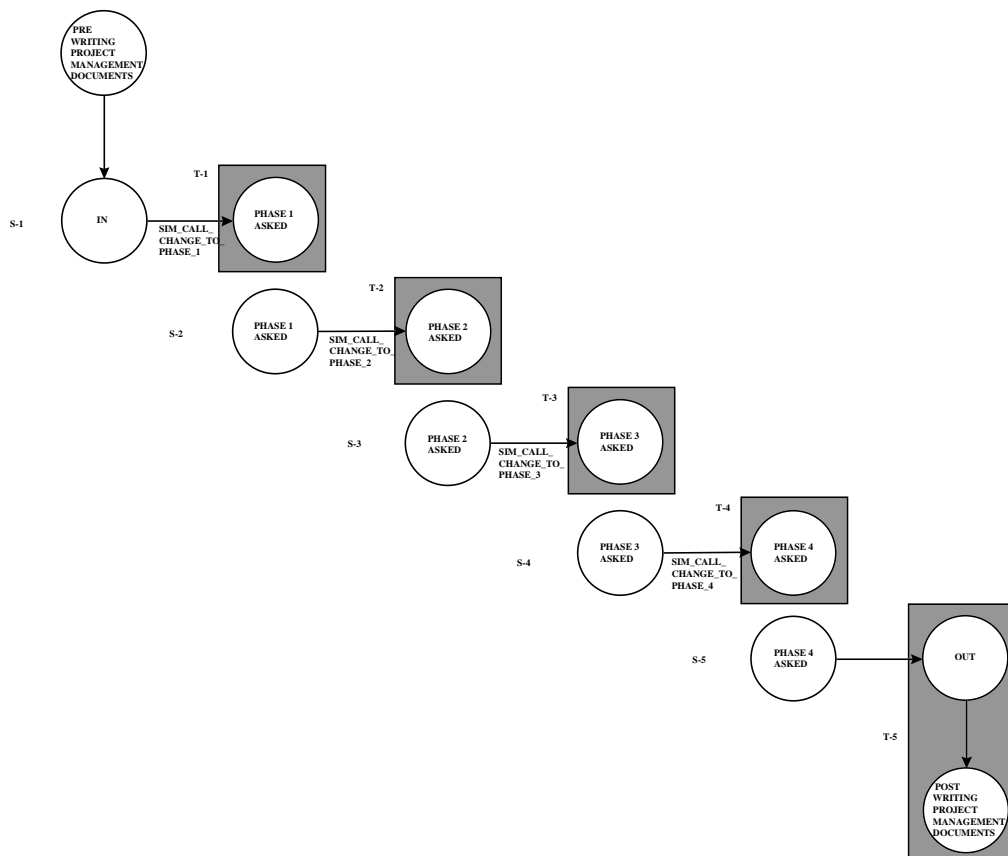 PRE
WRITING
PROJECT
MANAGEMENT
DOCUMENTS
T-1
S-1
IN
PHASE 1
ASKED
SIM_CALL_
CHANGE_TO_
PHASE_1
T-2
S-2
PHASE 1
ASKED
PHASE 2
ASKED
SIM_CALL_
CHANGE_TO_
PHASE_2
T-3
S-3
PHASE 2
ASKED
PHASE 3
ASKED
SIM_CALL_
CHANGE_TO_
PHASE_3
T-4
S-4
PHASE 3
ASKED
PHASE 4
ASKED
SIM_CALL_
CHANGE_TO_
PHASE_4
S-5
PHASE 4
ASKED
OUT
T-5
POST
WRITING
PROJECT
MANAGEMENT
DOCUMENTS